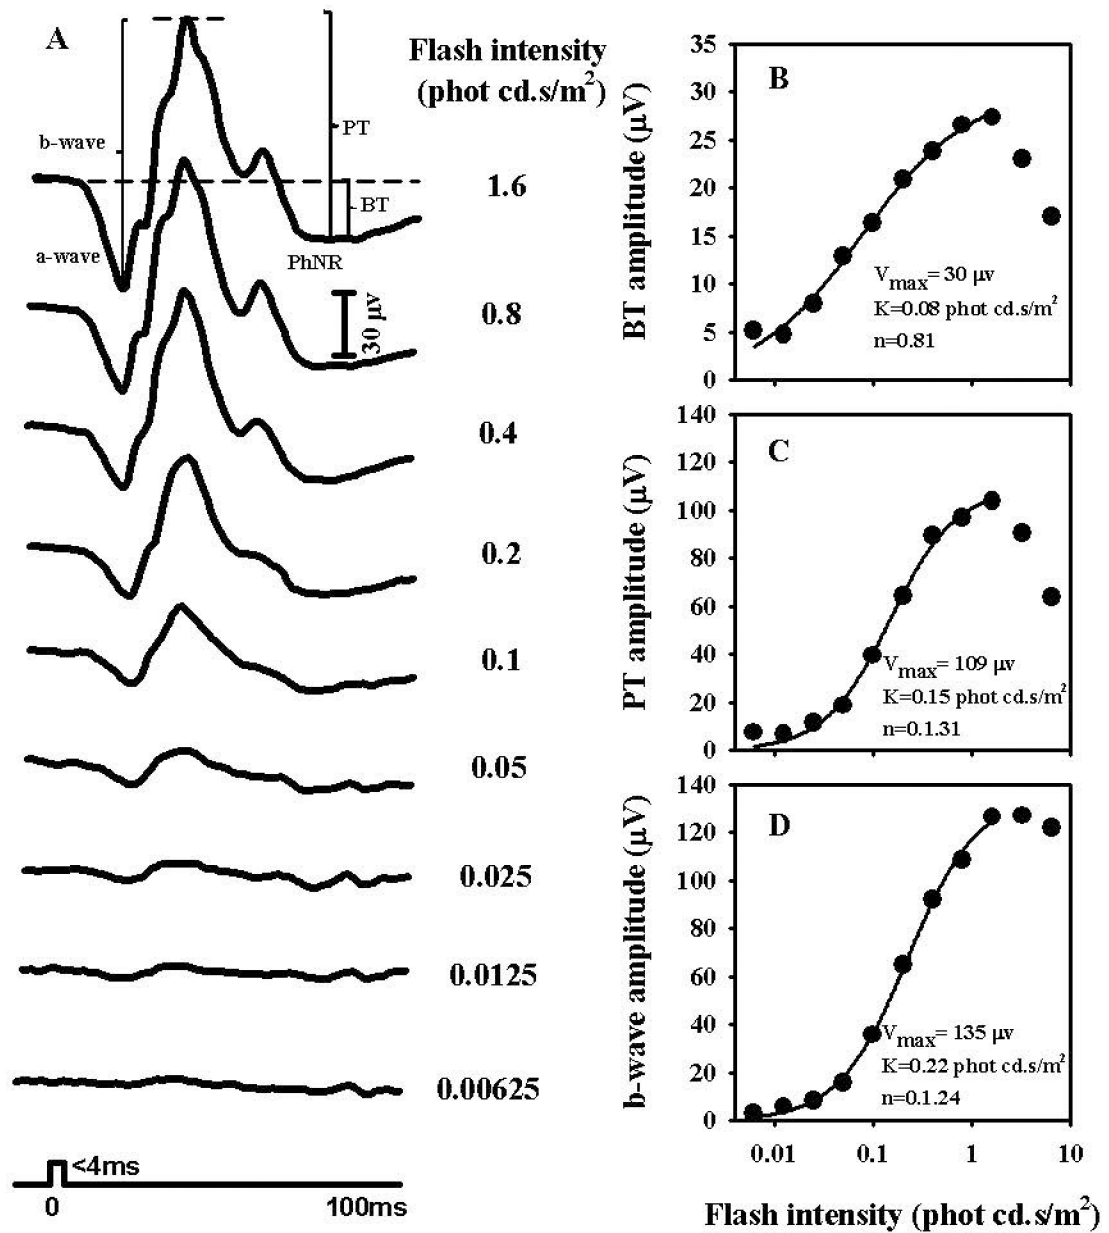 A
Flash intensity
(phot cd.s/m²)
b-wave
PT
BT
a-wave
PhNR
30 μv
1.6
0.8
0.4
0.2
0.1
0.05
0.025
0.0125
0.00625
<4ms
0
100ms
B
BT amplitude (μV)
35
30
25
20
15
10
5
0
Vmax= 30 μv
K=0.08 phot cd.s/m²
n=0.81
C
PT amplitude (μV)
140
120
100
80
60
40
20
0
Vmax= 109 μv
K=0.15 phot cd.s/m²
n=0.1.31
D
b-wave amplitude (μV)
140
120
100
80
60
40
20
0
Vmax= 135 μv
K=0.22 phot cd.s/m²
n=0.1.24
0.01 0.1 1 10
Flash intensity (phot cd.s/m²)